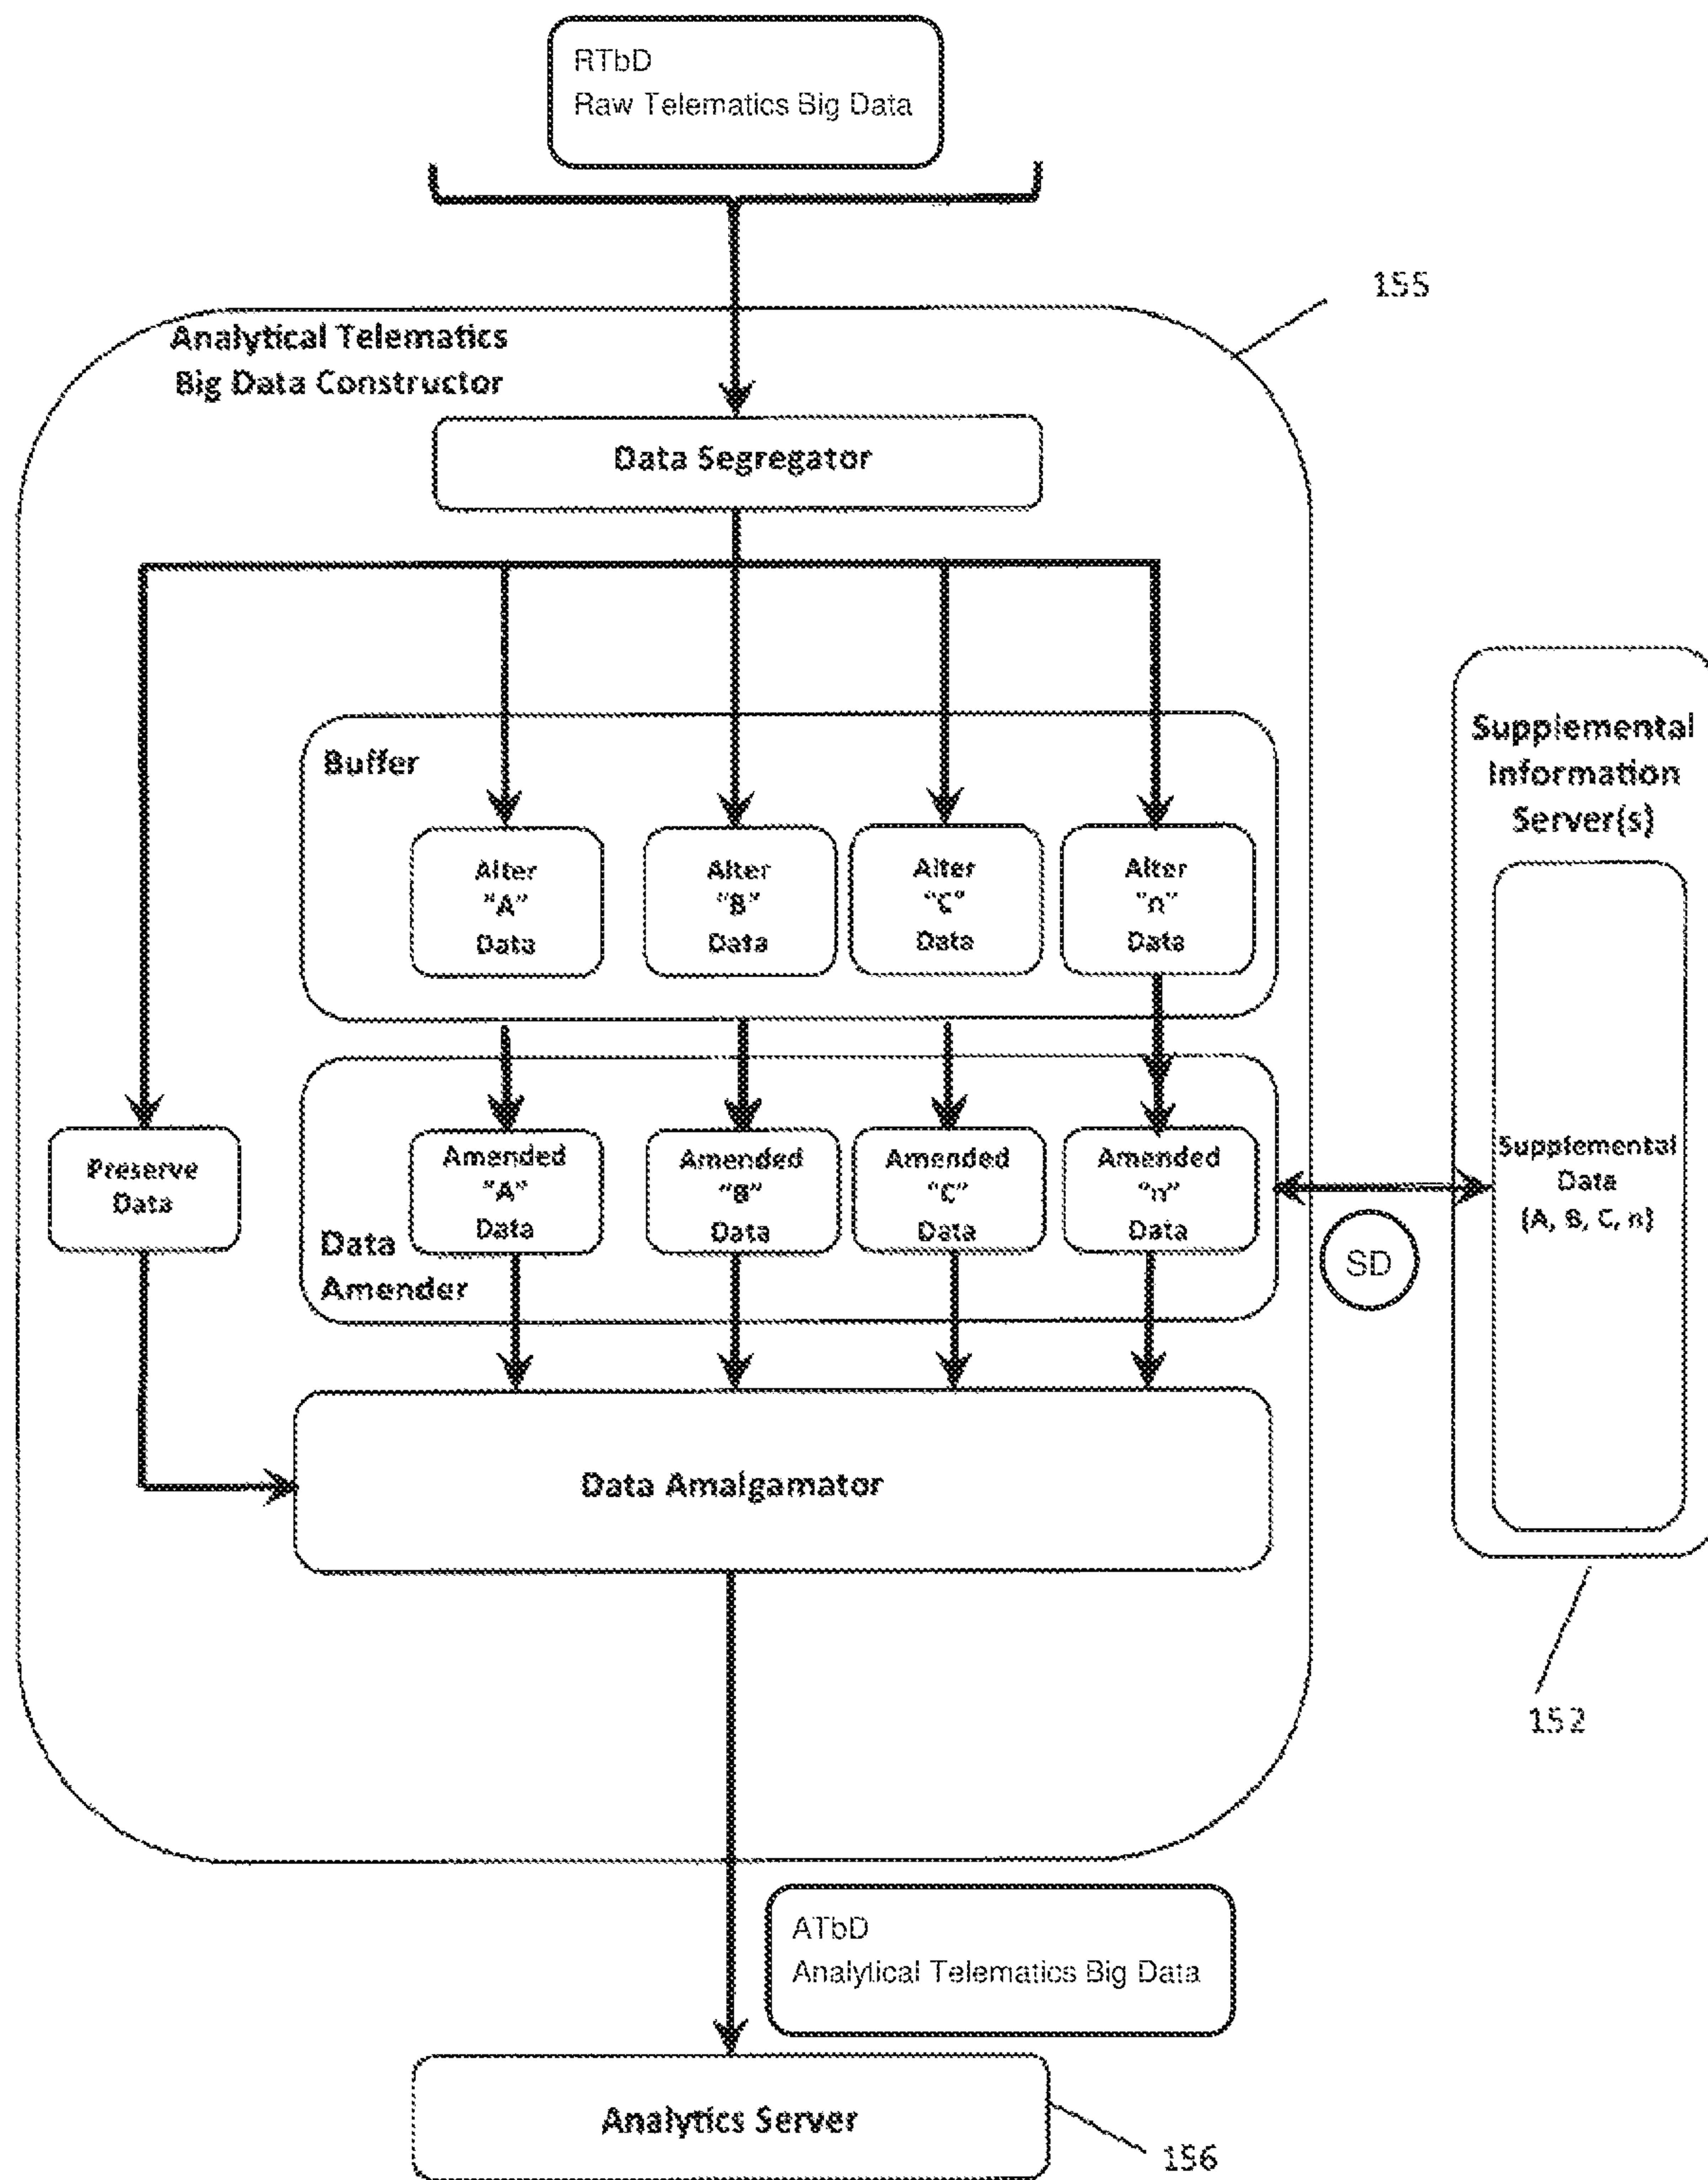 RTbD
Raw Telematics Big Data
155
Analytical Telematics
Big Data Constructor
Data Segregator
Buffer
Alter
"A"
Data
Alter
"B"
Data
Alter
"C"
Data
Alter
"n"
Data
Supplemental
Information
Server(s)
Preserve
Data
Amended
"A"
Data
Amended
"B"
Data
Amended
"C"
Data
Amended
"n"
Data
Data
Amender
Supplemental
Data
(A, B, C, n)
SD
Data Amalgamator
152
ATbD
Analytical Telematics Big Data
Analytics Server
156